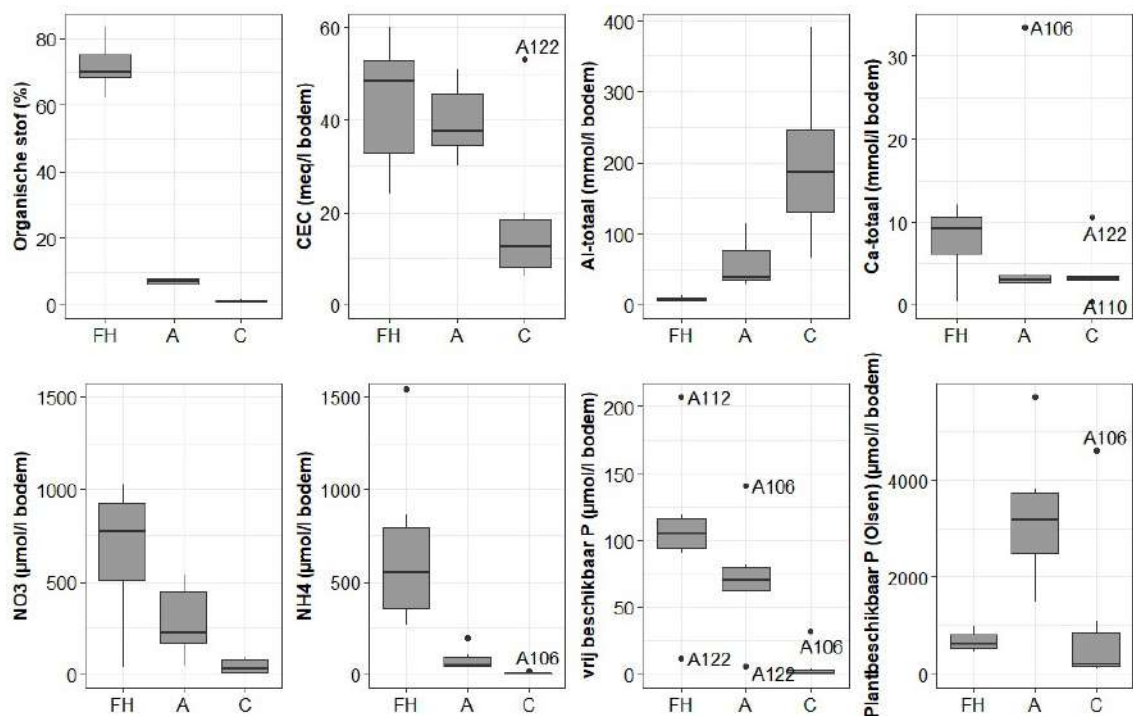 Organische stof (%)
80
60
40
20
0
FH A C
CEC (meq/l bodem)
60
40
20
0
A122
FH A C
Al-totaal (mmol/l bodem)
400
300
200
100
50
0
FH A C
Ca-totaal (mmol/l bodem)
30
20
10
0
A106
A122
A110
FH A C
NO3 (µmol/l bodem)
1500
1000
500
0
FH A C
NH4 (µmol/l bodem)
1500
1000
500
0
A106
FH A C
vrij beschikbaar P (µmol/l bodem)
200
150
100
50
0
A112
A106
A106
A122
A122
FH A C
Plantbeschikbaar P (Olsen) (µmol/l bodem)
4000
2000
0
A106
FH A C